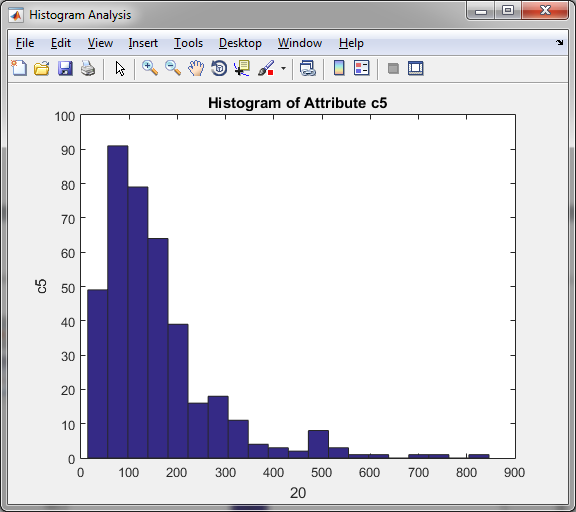 Histogram Analysis
File Edit View Insert Tools Desktop Window Help
Histogram of Attribute c5
100
90
80
70
60
50
40
30
20
10
0
c5
0 100 200 300 400 500 600 700 800 900
20